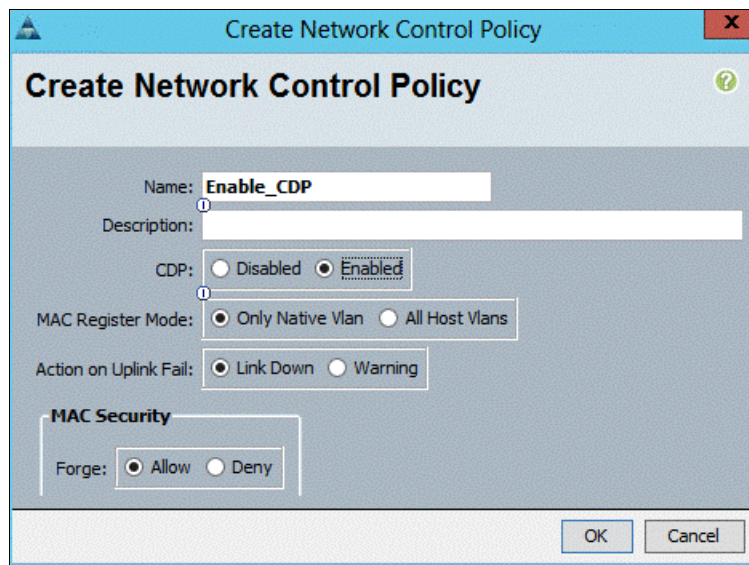 Create Network Control Policy
X
Create Network Control Policy
?
Name: Enable_CDP
Description:
CDP: Disabled Enabled
MAC Register Mode: Only Native Vlan All Host Vlans
Action on Uplink Fail: Link Down Warning
MAC Security
Forge: Allow Deny
OK Cancel